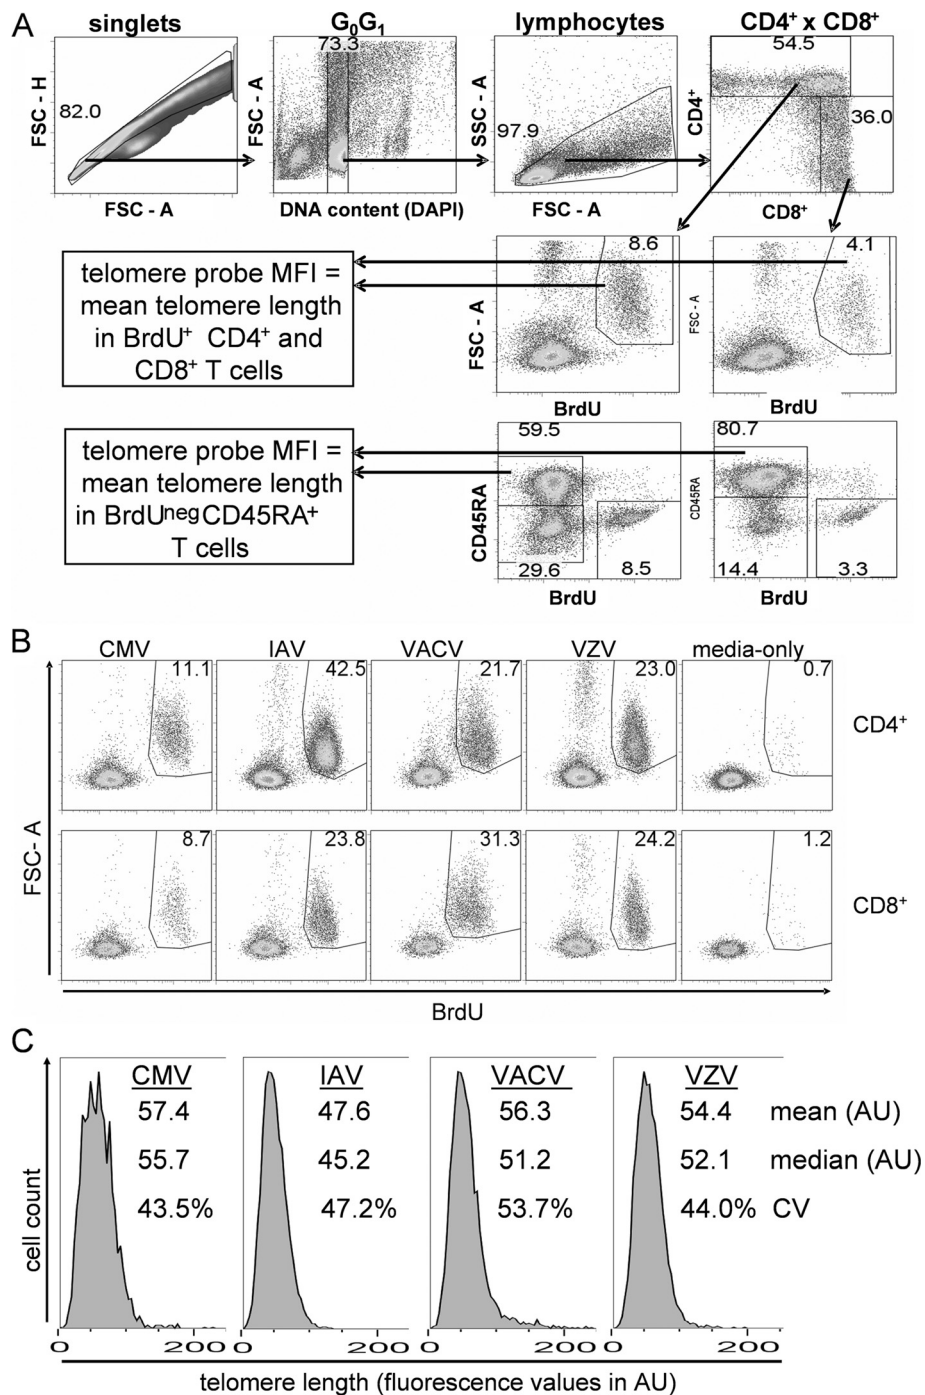 A
singlets
G0G1
lymphocytes
CD4+ x CD8+
82.0
73.3
97.9
54.5
36.0
FSC - H
FSC - A
SSC - A
CD4+
FSC - A
DNA content (DAPI)
FSC - A
CD8+
telomere probe MFI =
mean telomere length
in BrdU+ CD4+ and
CD8+ T cells
8.6
4.1
FSC - A
FSC - A
BrdU
BrdU
telomere probe MFI =
mean telomere length
in BrdUnegCD45RA+
T cells
59.5
80.7
CD45RA
CD45RA
29.6
8.5
14.4
3.3
BrdU
BrdU
B
CMV
IAV
VACV
VZV
media-only
11.1
42.5
21.7
23.0
0.7
CD4+
8.7
23.8
31.3
24.2
1.2
CD8+
FSC- A
BrdU
C
CMV
IAV
VACV
VZV
57.4
47.6
56.3
54.4
mean (AU)
55.7
45.2
51.2
52.1
median (AU)
43.5%
47.2%
53.7%
44.0%
CV
cell count
0
200
0
200
0
200
0
200
telomere length (fluorescence values in AU)